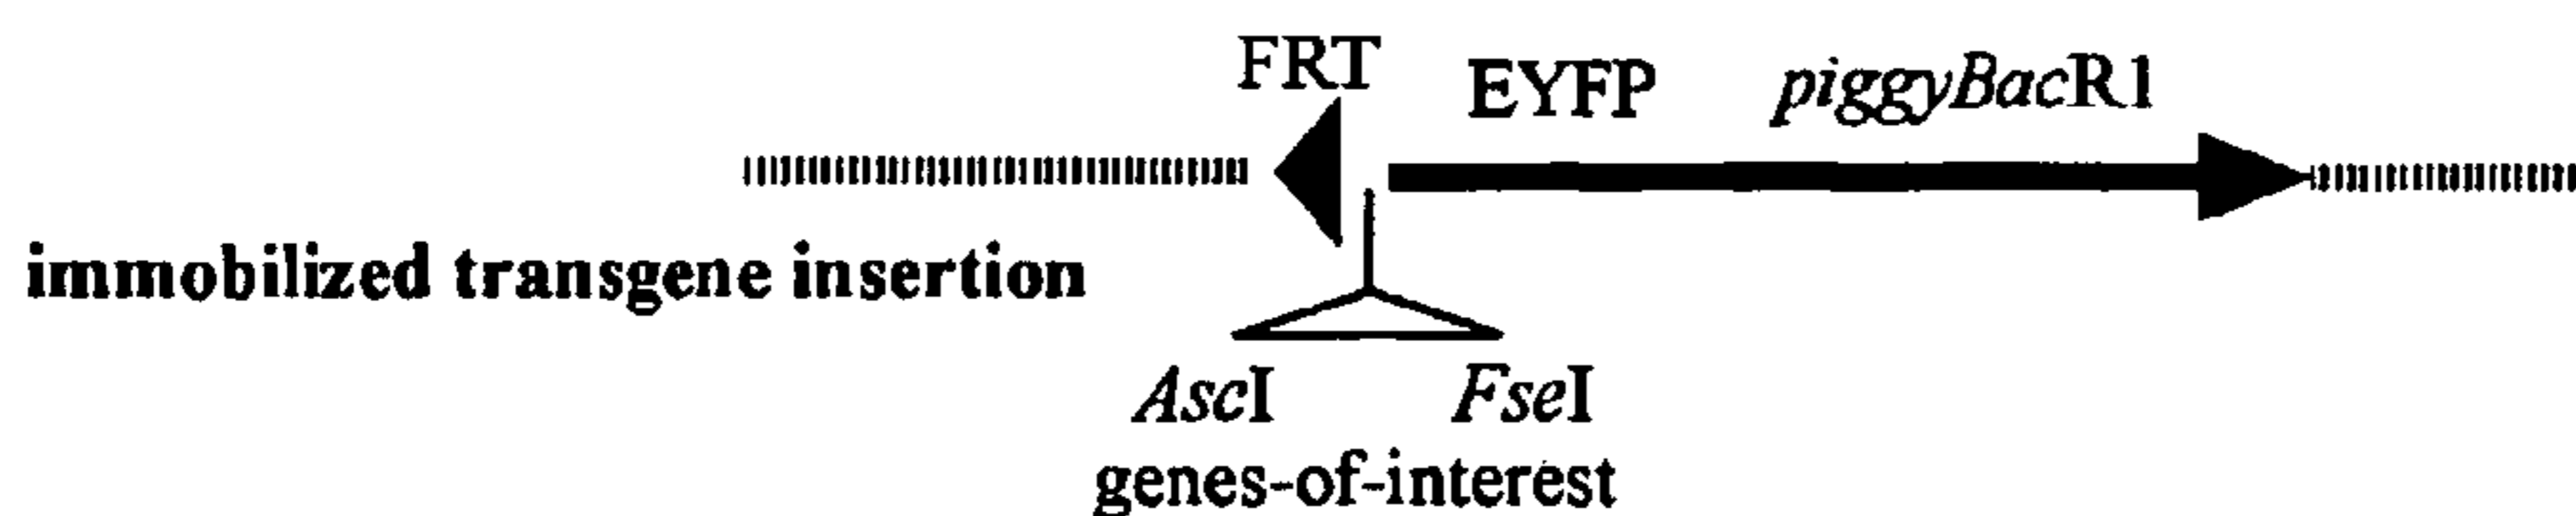 FRT EYFP piggyBacR1
immobilized transgene insertion
AscI FseI
genes-of-interest